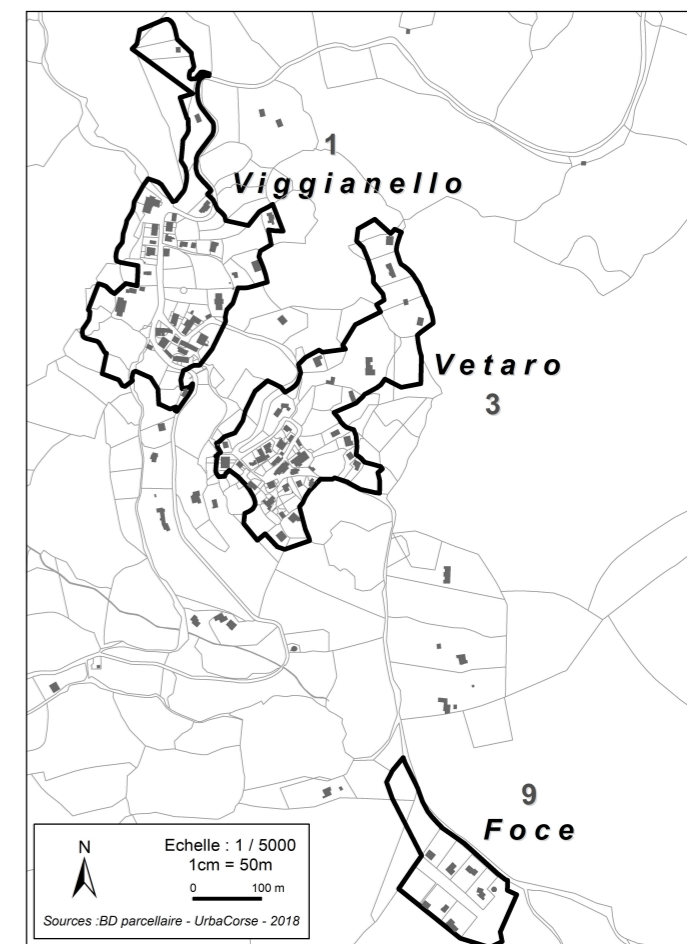 1
Viggianello
Vetaro
3
9
Foce
N
Echelle : 1 / 5000
1cm = 50m
0 100 m
Sources :BD parcellaire - UrbaCorse - 2018